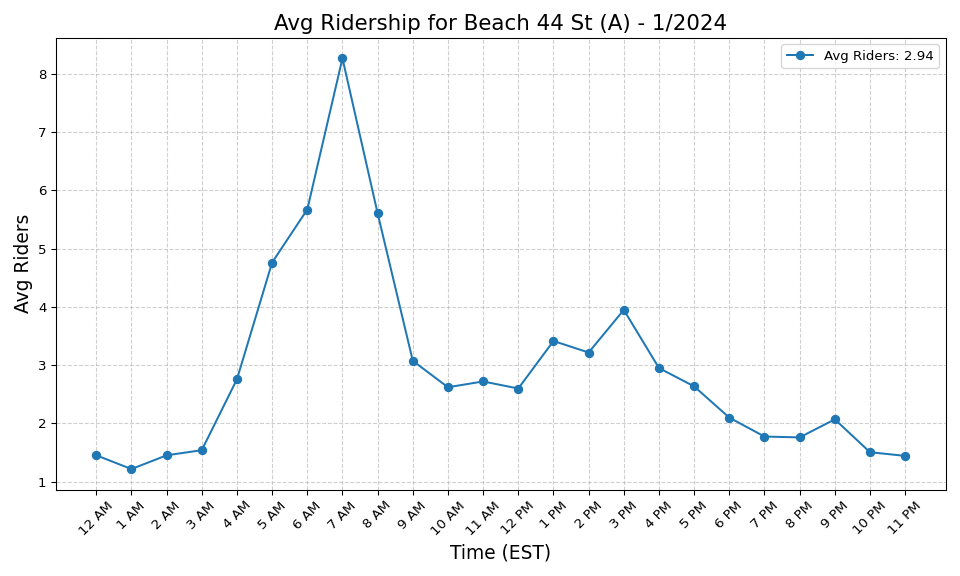 Avg Ridership for Beach 44 St (A) - 1/2024
Avg Riders: 2.94
Avg Riders
8
7
6
5
4
3
2
1
12 AM
1 AM
2 AM
3 AM
4 AM
5 AM
6 AM
7 AM
8 AM
9 AM
10 AM
11 AM
12 PM
1 PM
2 PM
3 PM
4 PM
5 PM
6 PM
7 PM
8 PM
9 PM
10 PM
11 PM
Time (EST)